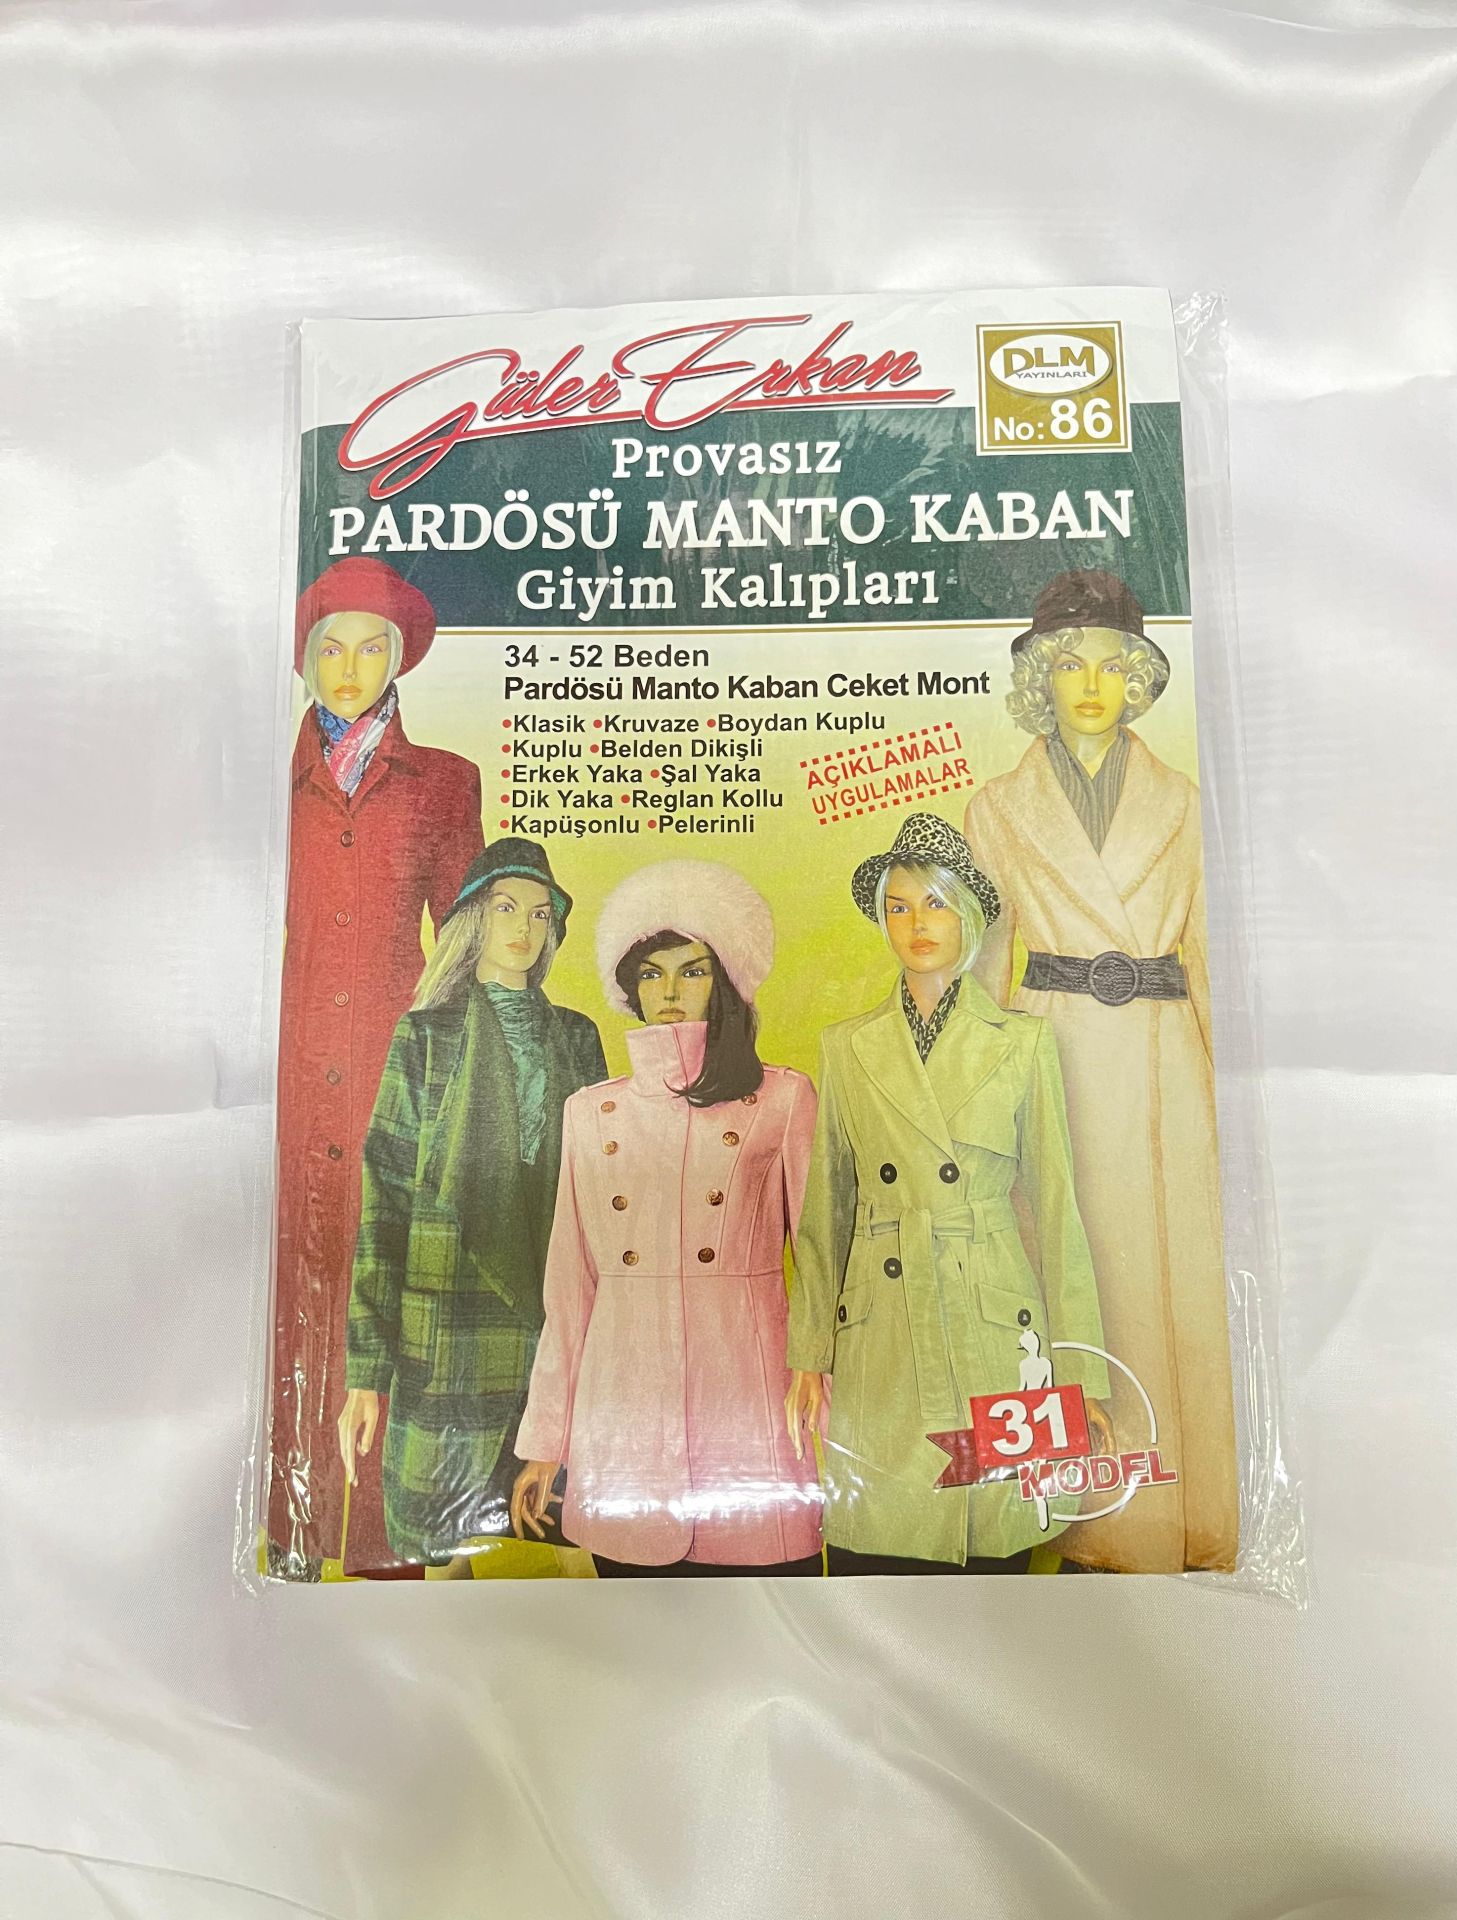 Güler Erkan
DLM
YAYINLARI
No: 86
Provasız
PARDÖSÜ MANTO KABAN
Giyim Kalıpları
34 - 52 Beden
Pardösü Manto Kaban Ceket Mont
•Klasik •Kruvaze •Boydan Kuplu
•Kuplu •Belden Dikişli
•Erkek Yaka •Şal Yaka
•Dik Yaka •Reglan Kollu
•Kapüşonlu •Pelerinli
AÇIKLAMALI
UYGULAMALAR
31
MODEL